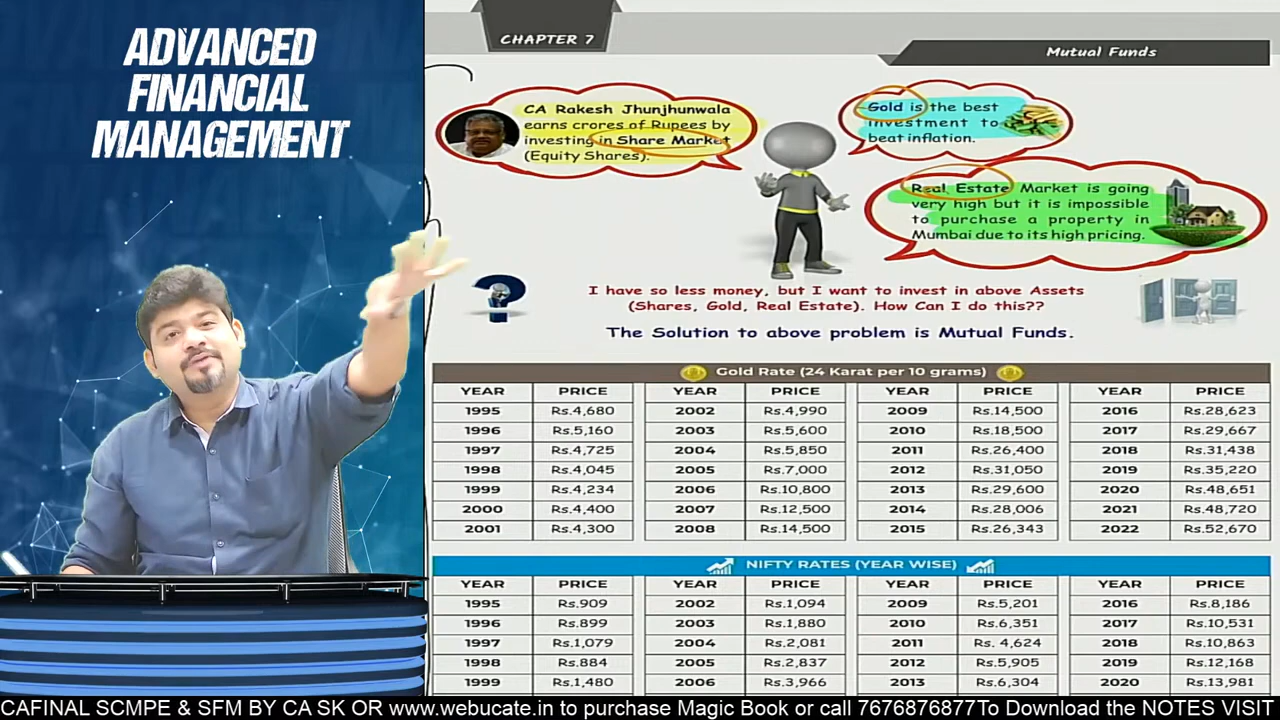 ADVANCED
FINANCIAL
MANAGEMENT
CHAPTER 7
Mutual Funds
CA Rakesh Jhunjhunwala
earns crores of Rupees by
investing in Share Market
(Equity Shares).
Gold is the best
investment to
beat inflation.
Real Estate Market is going
very high but it is impossible
to purchase a property in
Mumbai due to its high pricing.
I have so less money, but I want to invest in above Assets
(Shares, Gold, Real Estate). How Can I do this??
The Solution to above problem is Mutual Funds.
Gold Rate (24 Karat per 10 grams)
YEAR PRICE YEAR PRICE YEAR PRICE YEAR PRICE
1995 Rs.4,680 2002 Rs.4,990 2009 Rs.14,500 2016 Rs.28,623
1996 Rs.5,160 2003 Rs.5,600 2010 Rs.18,500 2017 Rs.29,667
1997 Rs.4,725 2004 Rs.5,850 2011 Rs.26,400 2018 Rs.31,438
1998 Rs.4,045 2005 Rs.7,000 2012 Rs.31,050 2019 Rs.35,220
1999 Rs.4,234 2006 Rs.10,800 2013 Rs.29,600 2020 Rs.48,651
2000 Rs.4,400 2007 Rs.12,500 2014 Rs.28,006 2021 Rs.48,720
2001 Rs.4,300 2008 Rs.14,500 2015 Rs.26,343 2022 Rs.52,670
NIFTY RATES (YEAR WISE)
YEAR PRICE YEAR PRICE YEAR PRICE YEAR PRICE
1995 Rs.909 2002 Rs.1,094 2009 Rs.5,201 2016 Rs.8,186
1996 Rs.899 2003 Rs.1,880 2010 Rs.6,351 2017 Rs.10,531
1997 Rs.1,079 2004 Rs.2,081 2011 Rs. 4,624 2018 Rs.10,863
1998 Rs.884 2005 Rs.2,837 2012 Rs.5,905 2019 Rs.12,168
1999 Rs.1,480 2006 Rs.3,966 2013 Rs.6,304 2020 Rs.13,981
CAFINAL SCMPE & SFM BY CA SK OR www.webucate.in to purchase Magic Book or call 7676876877To Download the NOTES VISIT